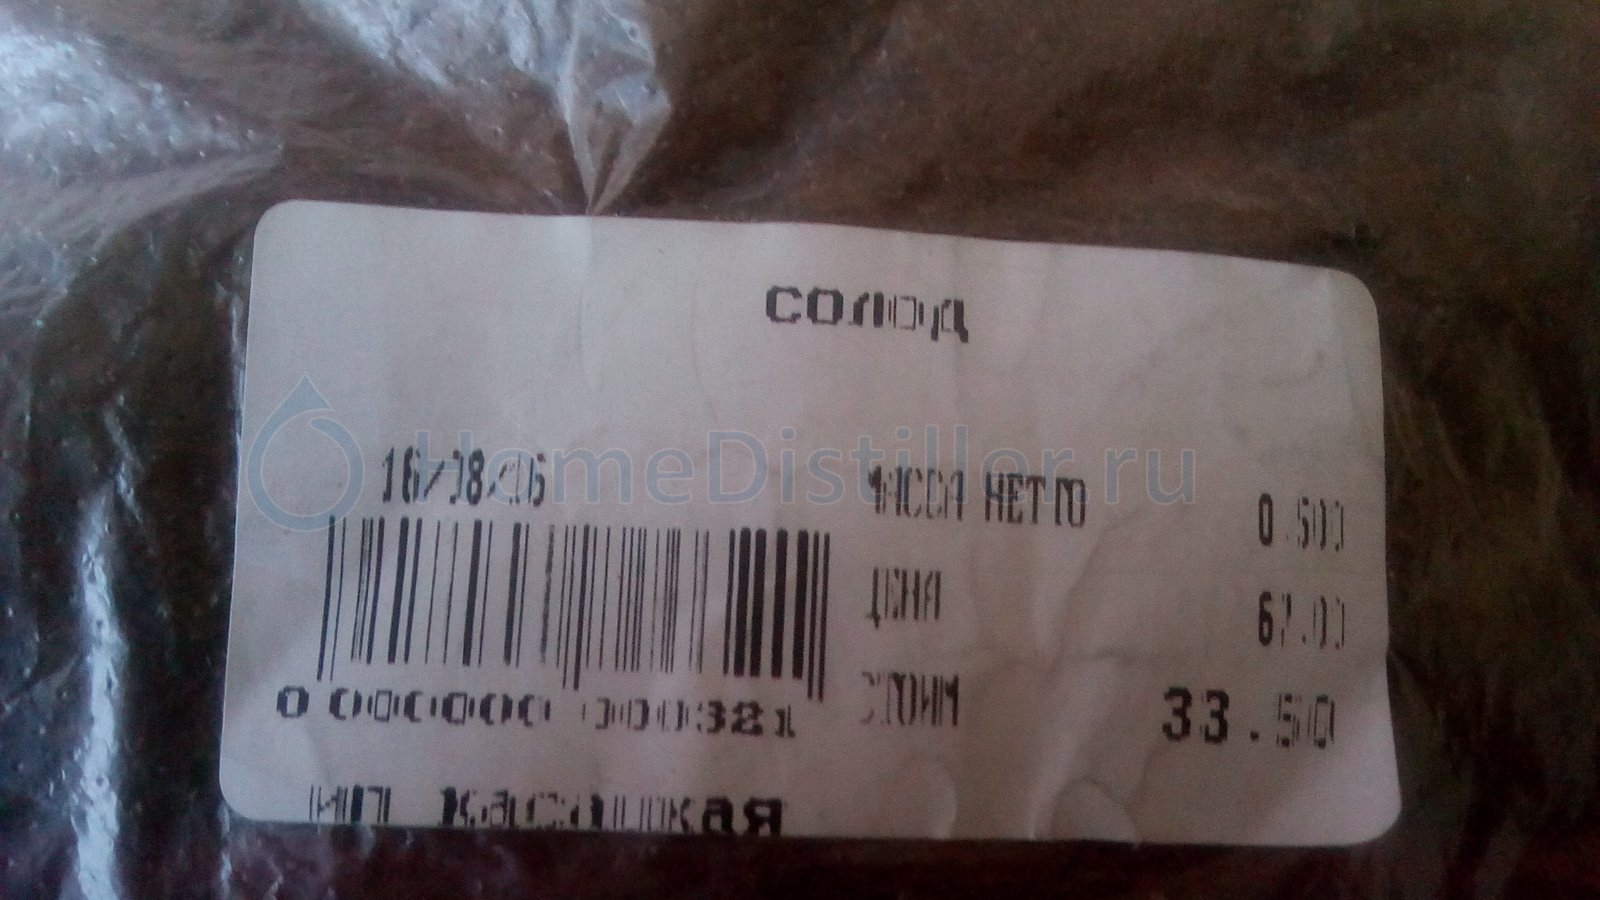 солод
HomeDistiller.ru
16/08/16
МАССА НЕТТО 0.500
ЦЕНА 67.00
СТОИМ 33.50
0 000000 000321
ИП